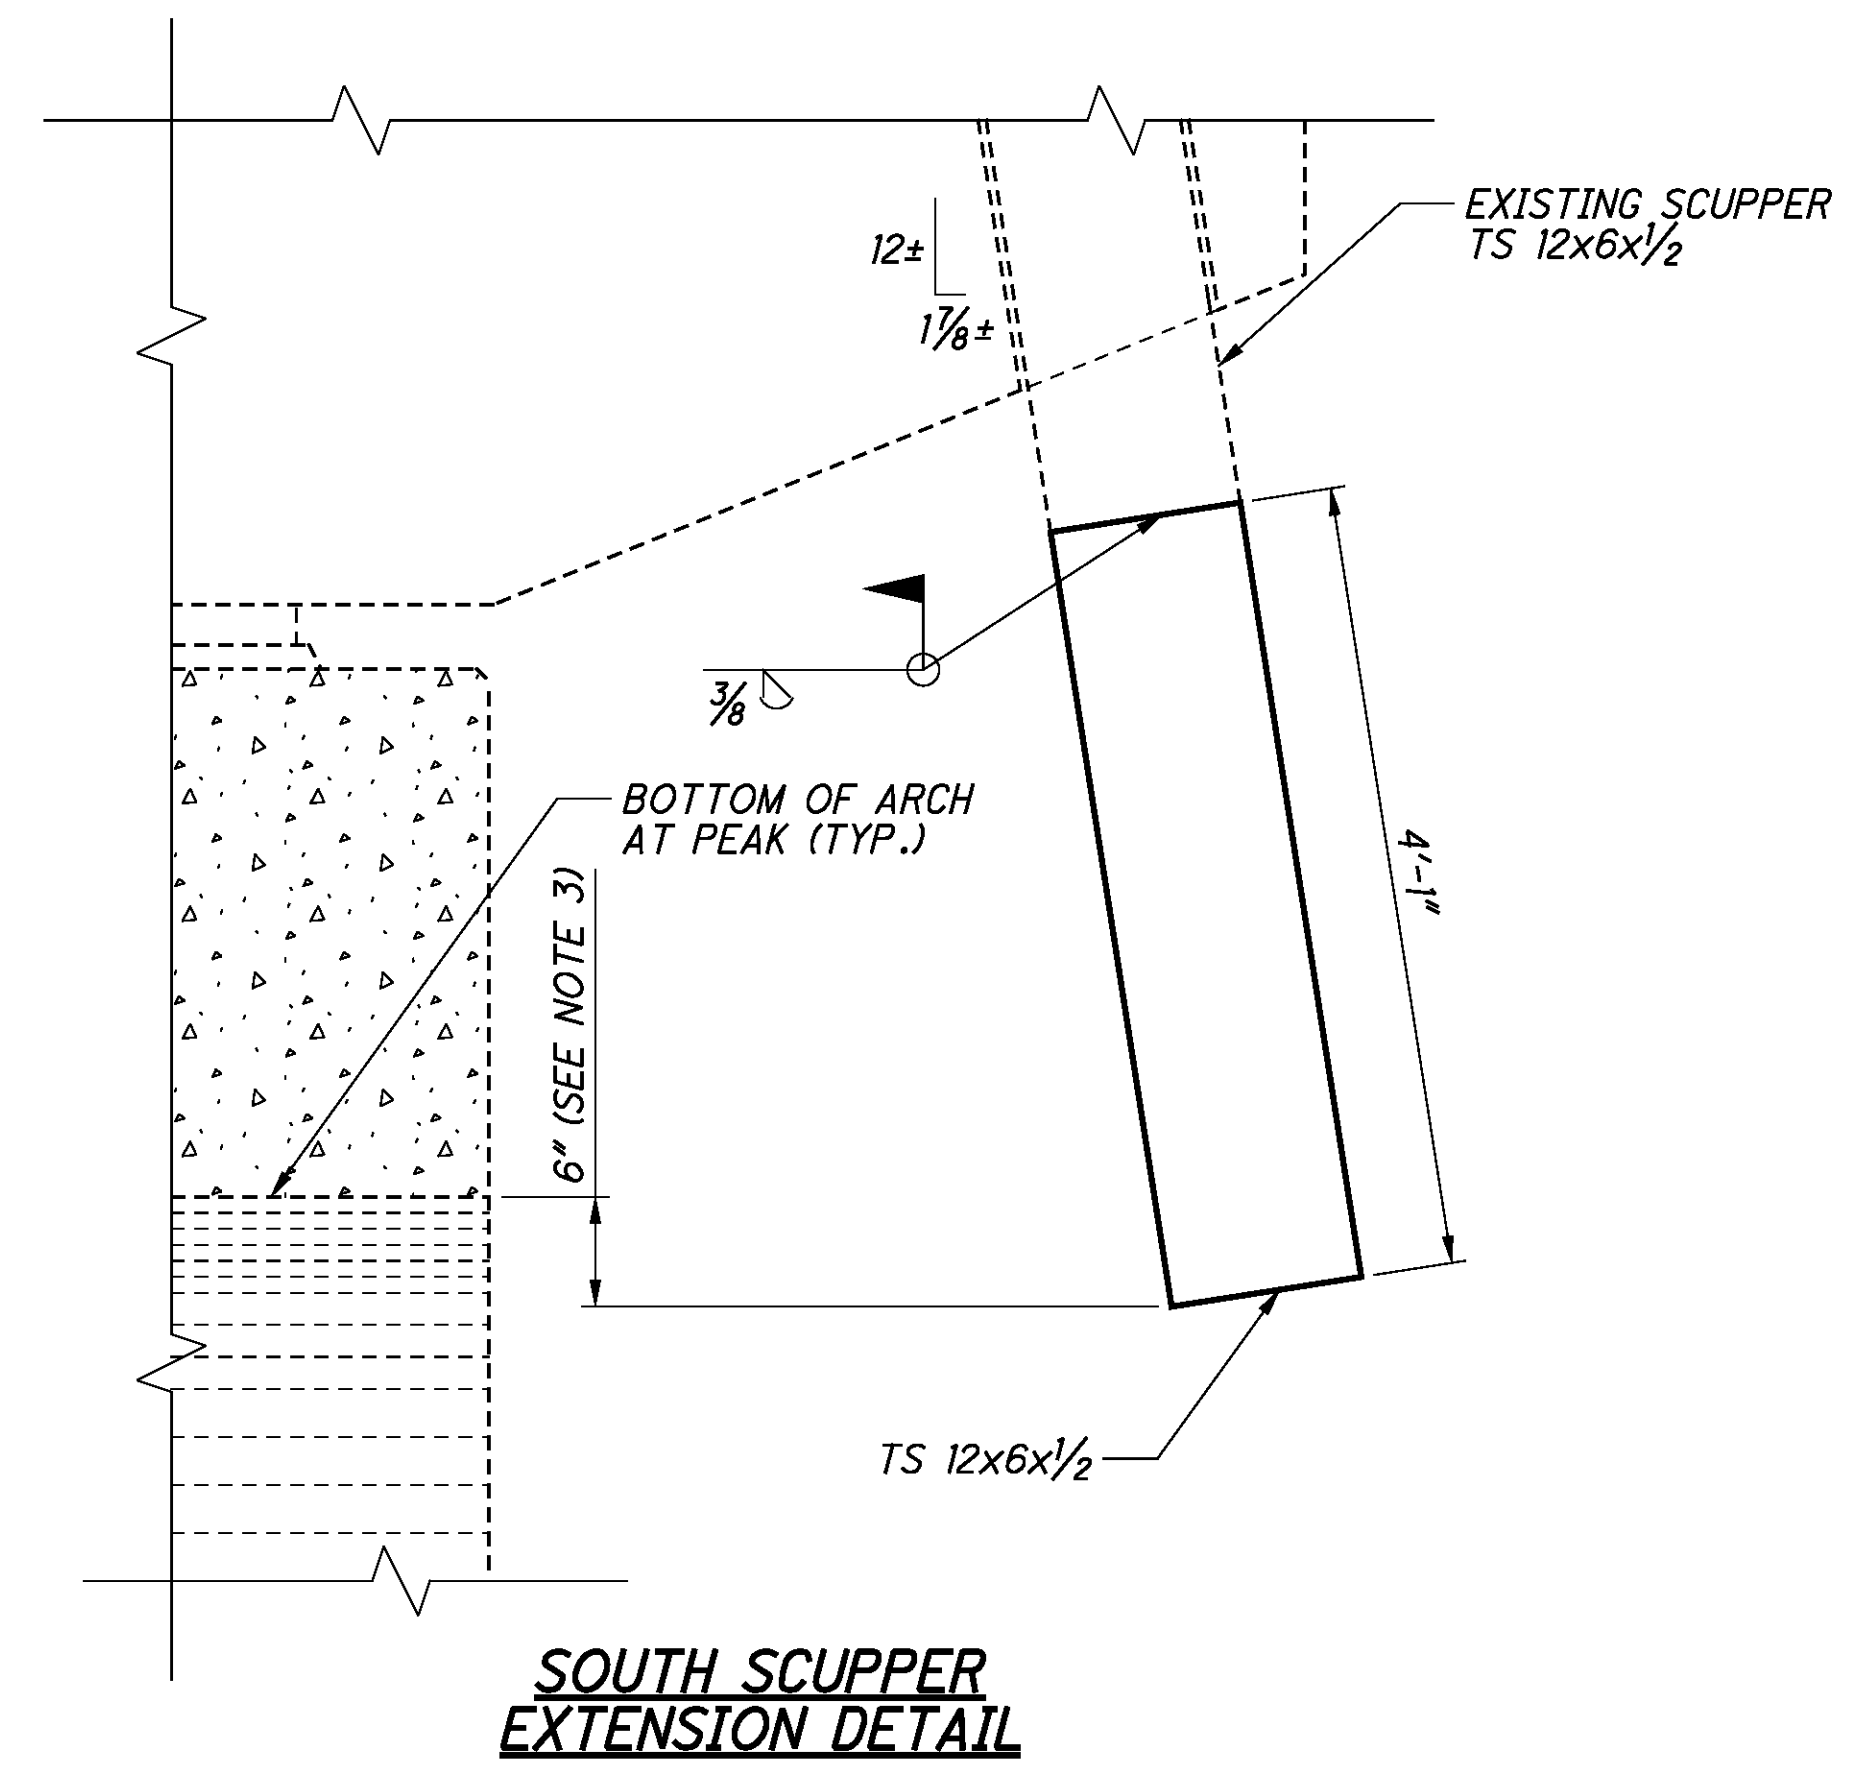 EXISTING SCUPPER
TS 12x6x1/2
12±
1 7/8±
3/8
BOTTOM OF ARCH
AT PEAK (TYP.)
6" (SEE NOTE 3)
4'-1"
TS 12x6x1/2
SOUTH SCUPPER
EXTENSION DETAIL